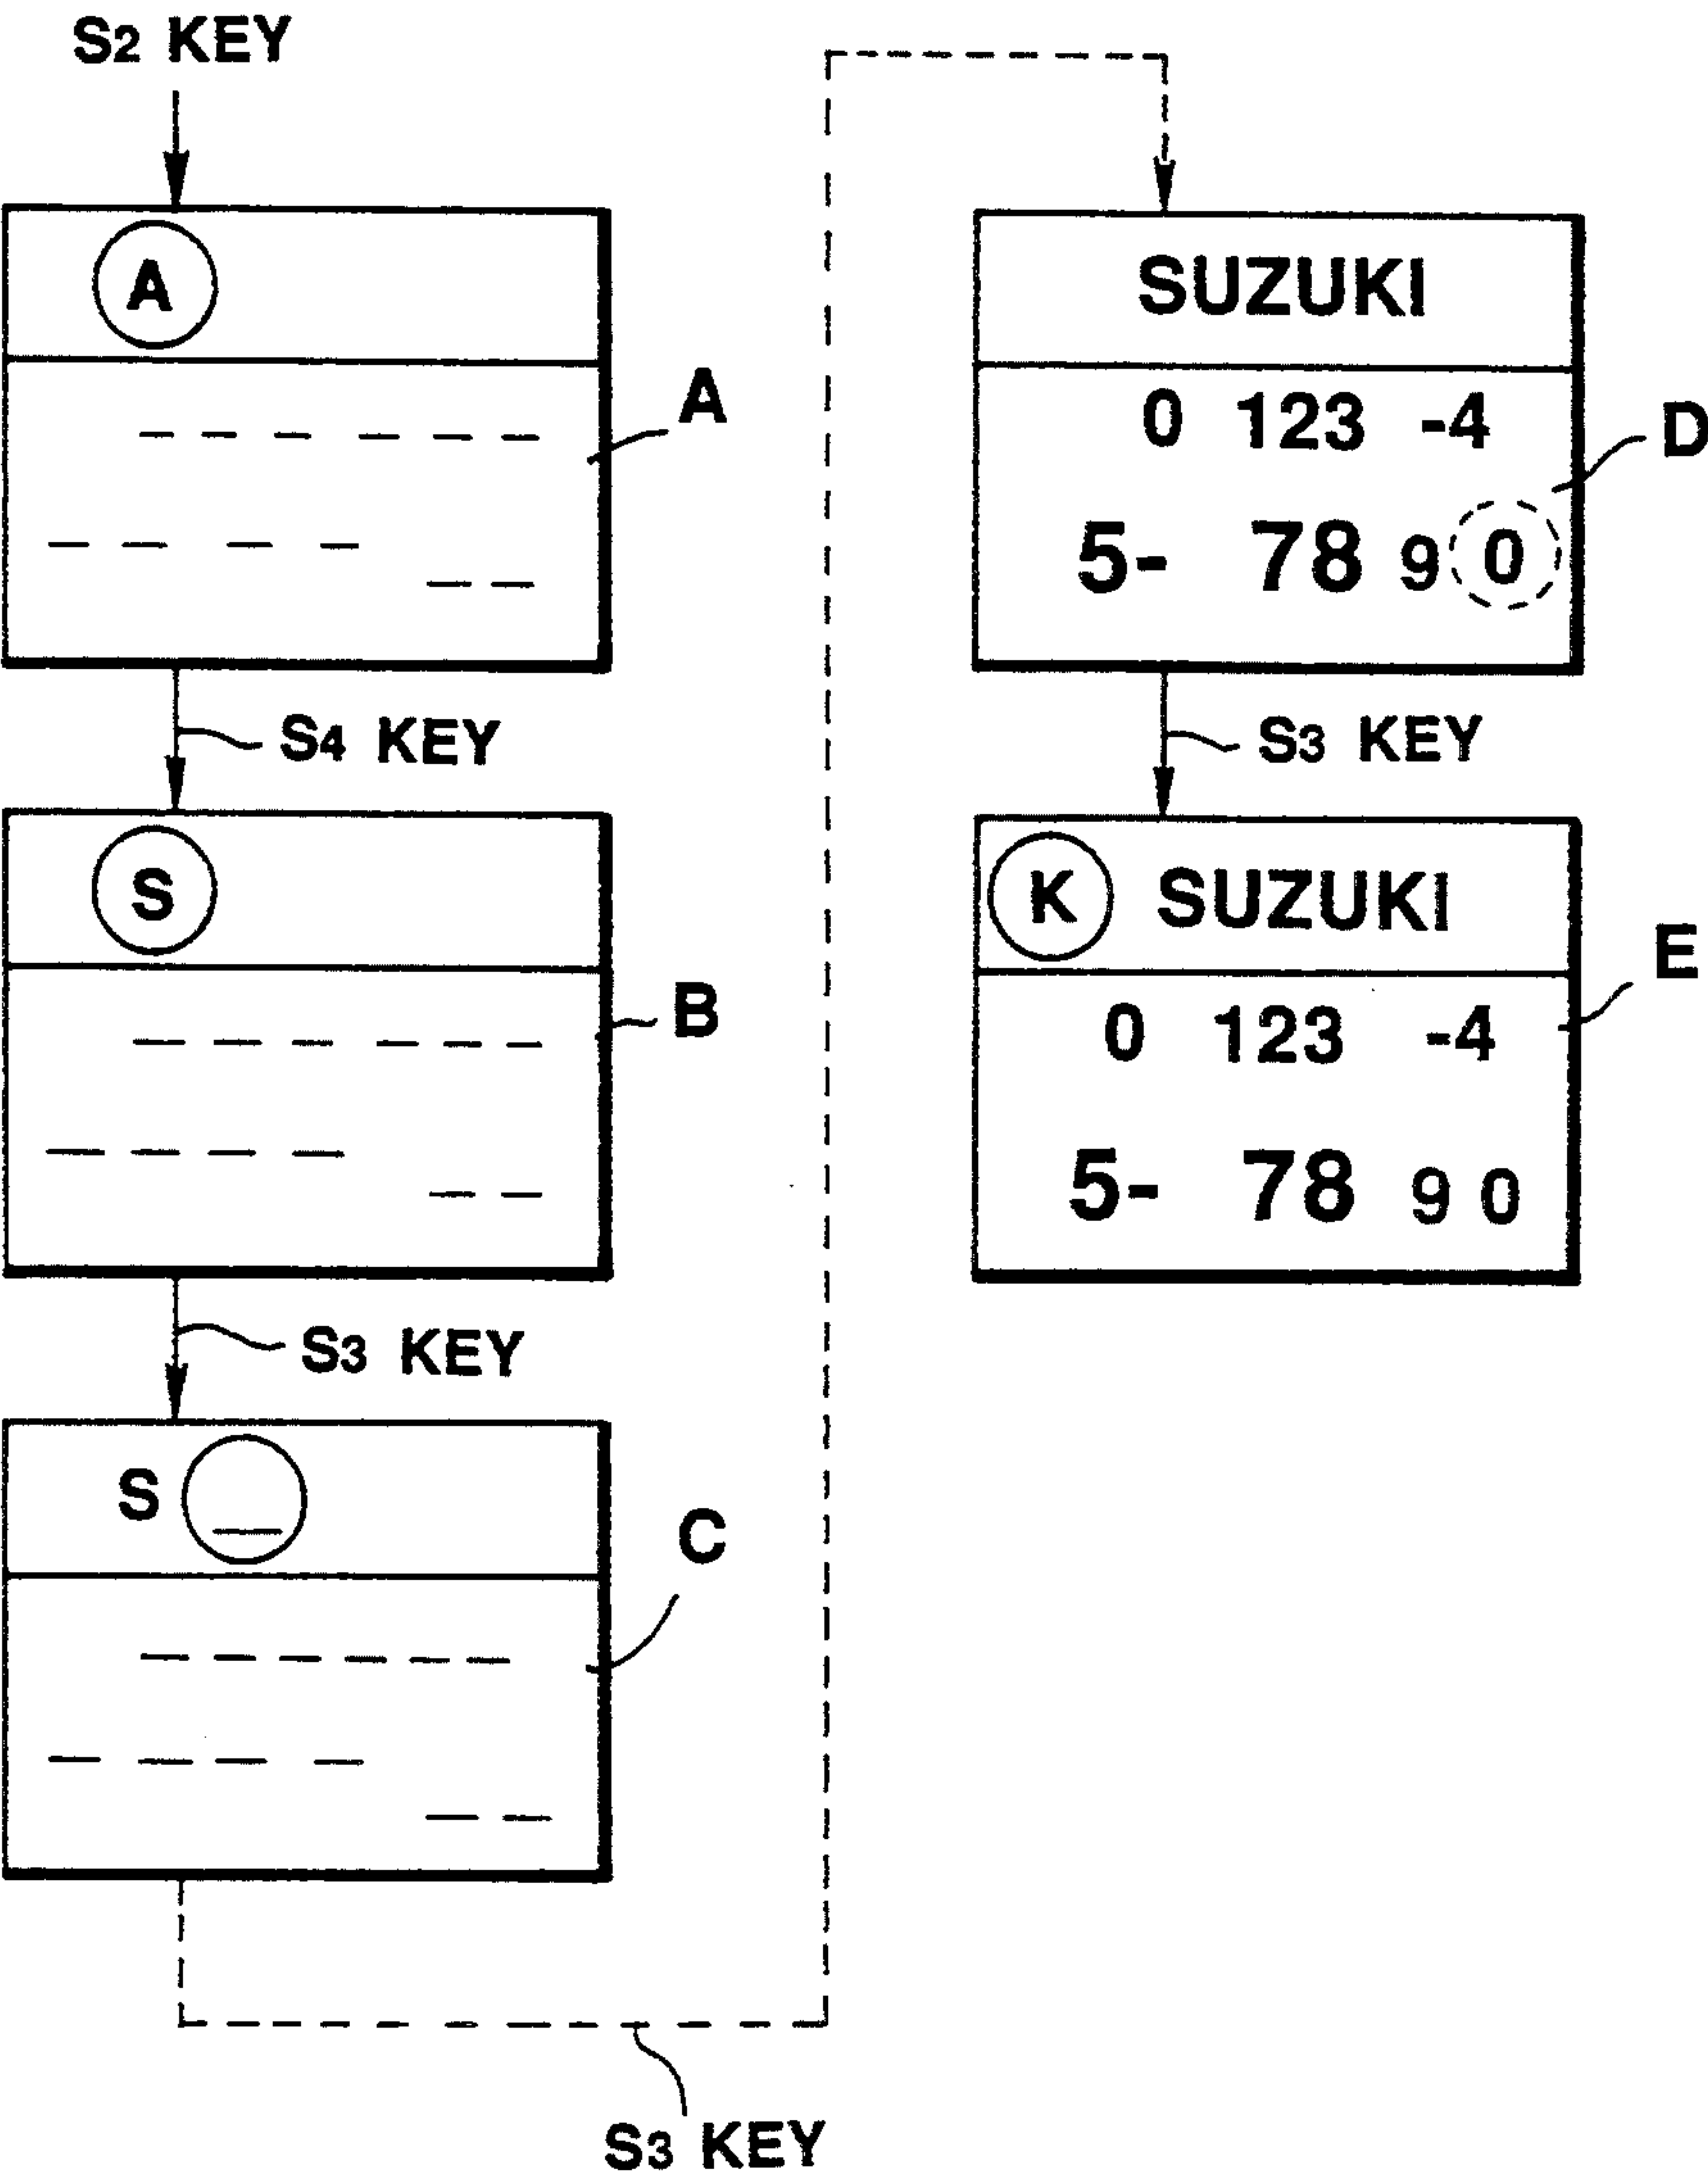 S2 KEY
A
A
S4 KEY
S
B
S3 KEY
S
C
S3 KEY
SUZUKI
0 123 -4
5- 78 9 0
D
S3 KEY
K SUZUKI
0 123 -4
5- 78 9 0
E